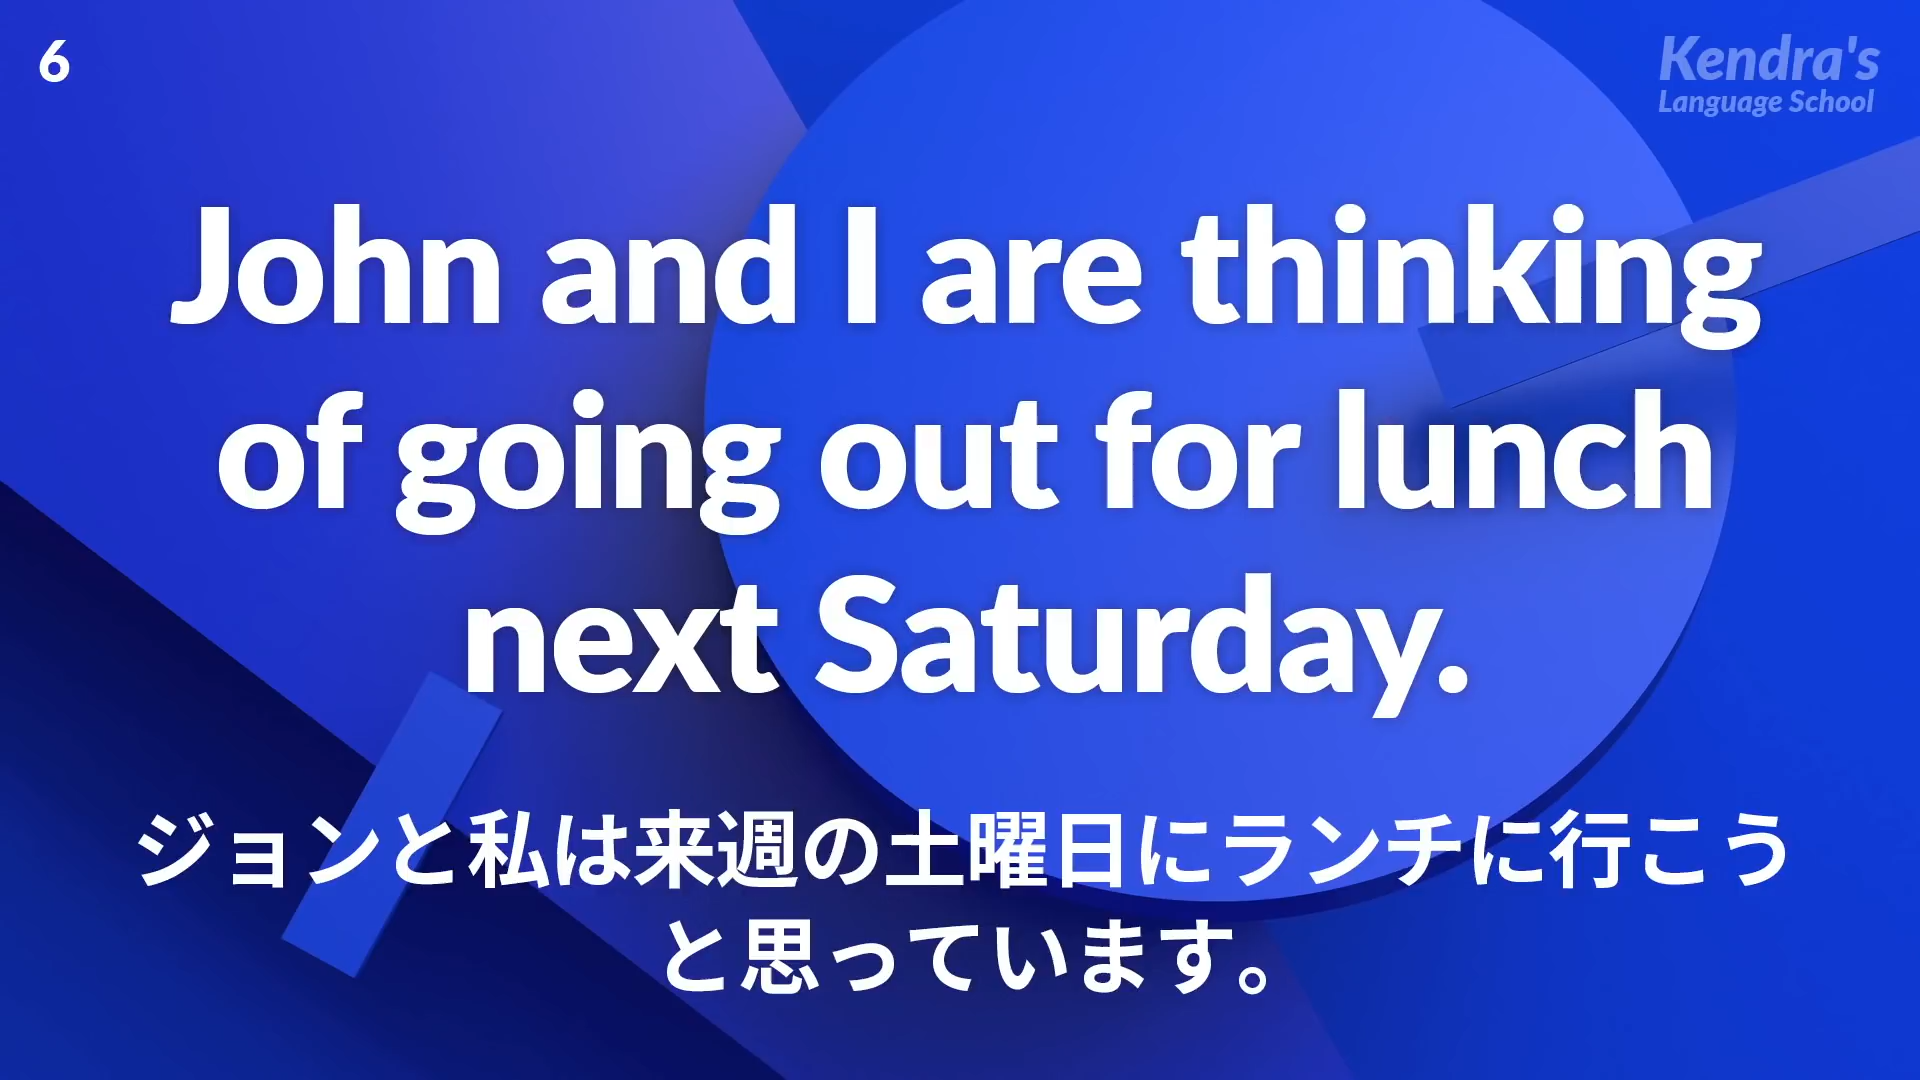 6
Kendra's
Language School
John and I are thinking
of going out for lunch
next Saturday.
ジョンと私は来週の土曜日にランチに行こう
と思っています。